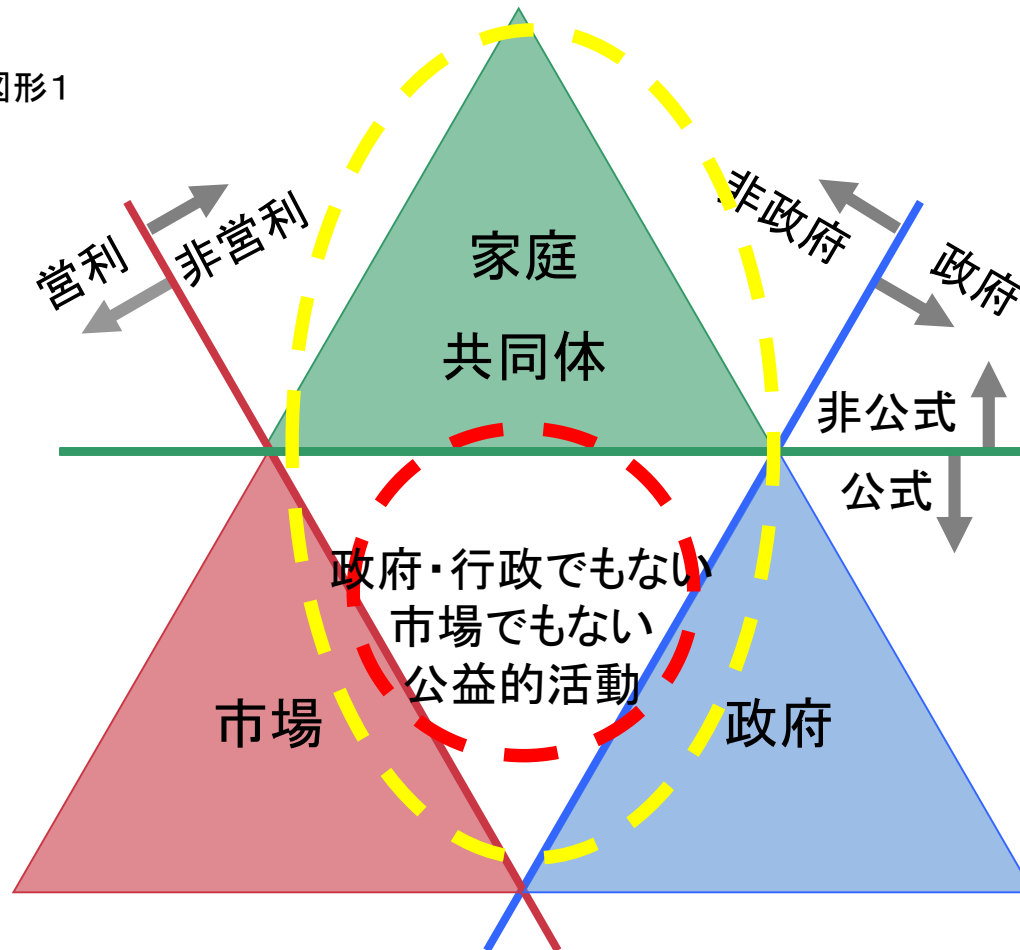 図形１
営利
非営利
非政府
政府
家庭
共同体
非公式
公式
政府・行政でもない
市場でもない
公益的活動
市場
政府